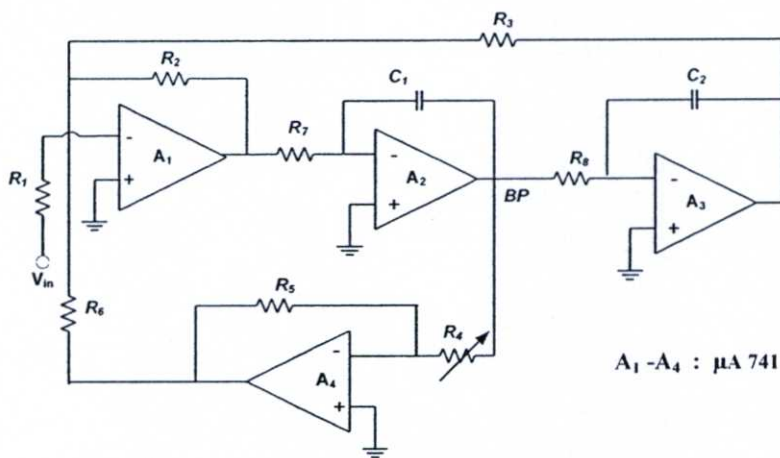 R3
R2
C1
C2
R7
R8
R1
-
A1
+
-
A2
+
BP
-
A3
+
Vin
R6
R5
R4
-
A4
+
A1 -A4 : µA 741